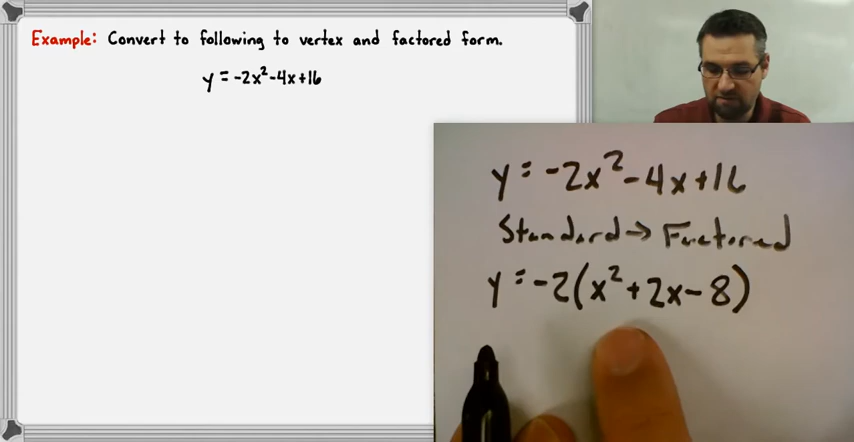 Example: Convert to following to vertex and factored form.
y = -2x²-4x+16
y = -2x²-4x+16
Standard→Factored
y = -2(x²+2x-8)